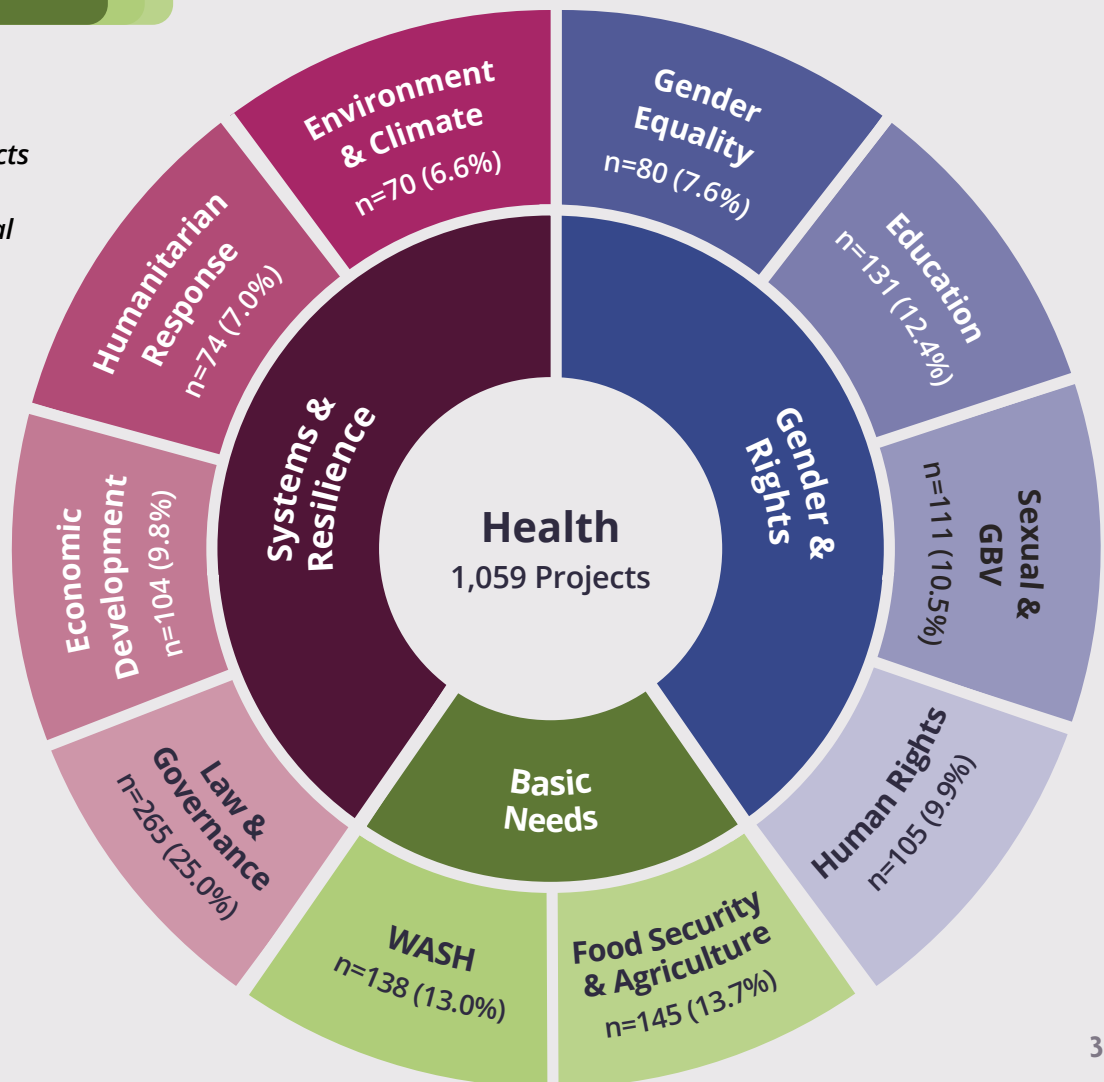 cts
al
Environment
& Climate
n=70 (6.6%)
Gender
Equality
n=80 (7.6%)
Education
n=131 (12.4%)
Sexual &
GBV
n=111 (10.5%)
Human Rights
n=105 (9.9%)
Food Security
& Agriculture
n=145 (13.7%)
WASH
n=138 (13.0%)
Law &
Governance
n=265 (25.0%)
Economic
Development
n=104 (9.8%)
Humanitarian
Response
n=74 (7.0%)
Systems &
Resilience
Gender &
Rights
Basic
Needs
Health
1,059 Projects
3